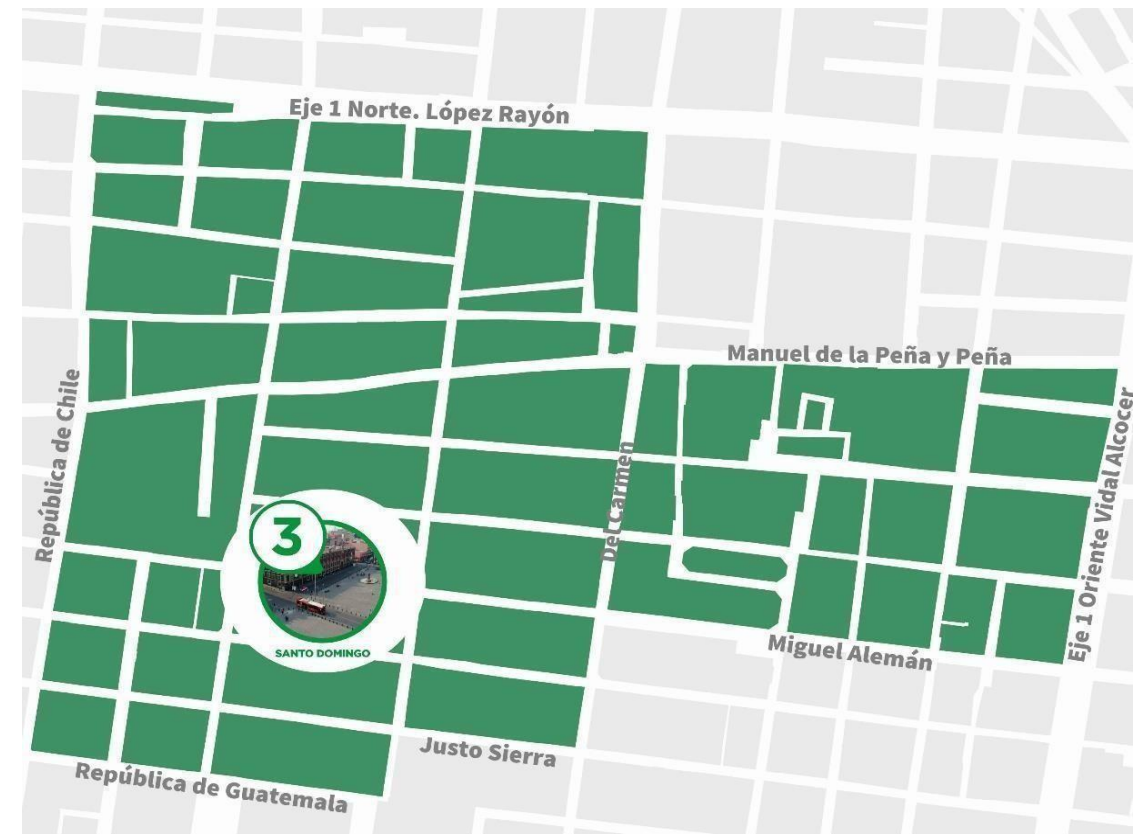 Eje 1 Norte. López Rayón
Manuel de la Peña y Peña
República de Chile
Del Carmen
Eje 1 Oriente Vidal Alcocer
3
SANTO DOMINGO
Miguel Alemán
Justo Sierra
República de Guatemala